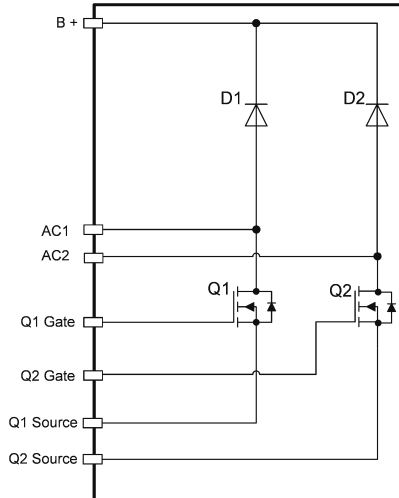 B +
D1
D2
AC1
AC2
Q1
Q2
Q1 Gate
Q2 Gate
Q1 Source
Q2 Source